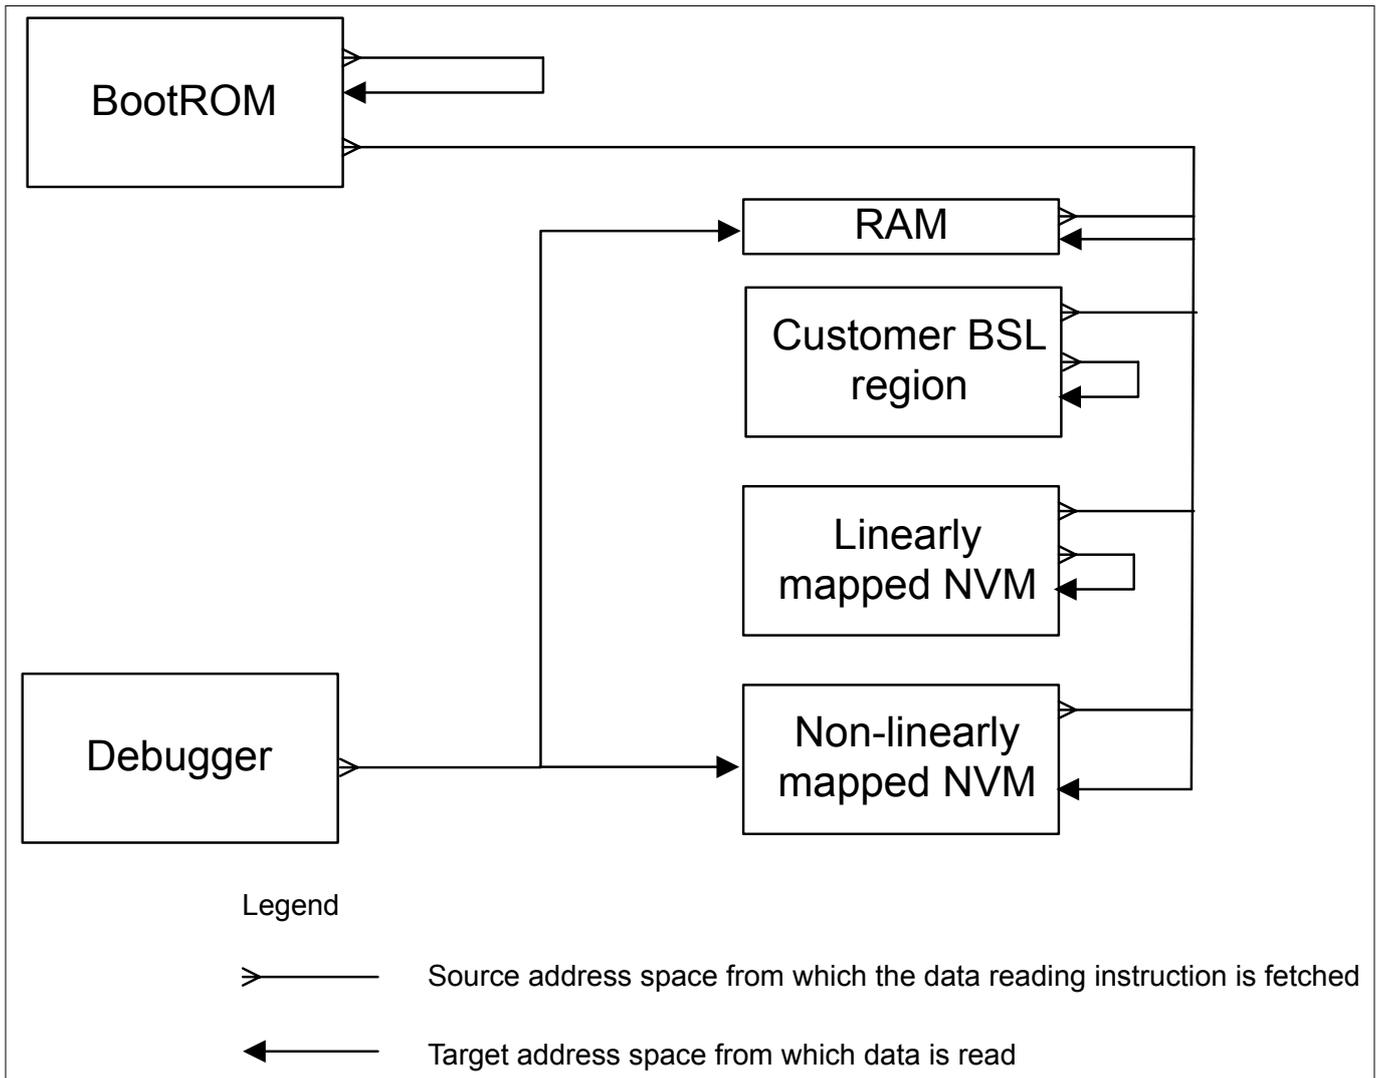 BootROM
RAM
Customer BSL
region
Linearly
mapped NVM
Debugger
Non-linearly
mapped NVM
Legend
Source address space from which the data reading instruction is fetched
Target address space from which data is read